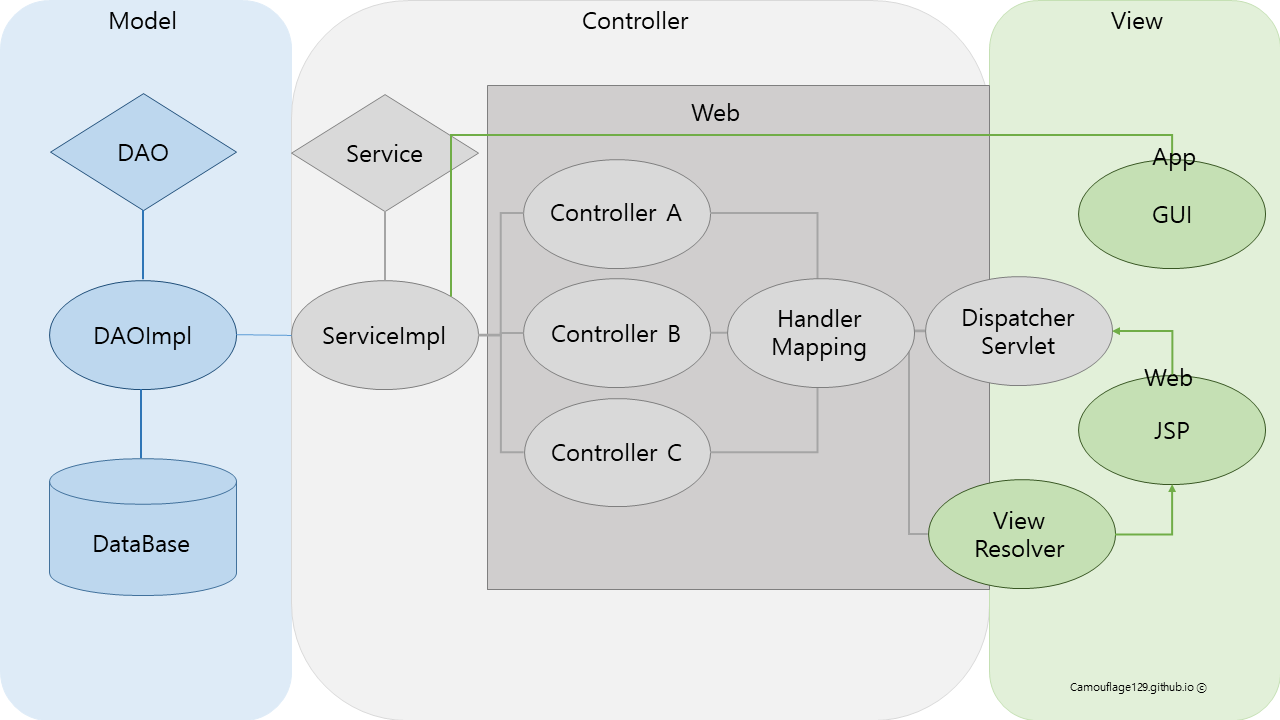 Model
Controller
View
Web
DAO
Service
App
GUI
Controller A
DAOImpl
ServiceImpl
Controller B
Handler
Mapping
Dispatcher
Servlet
Web
JSP
Controller C
DataBase
View
Resolver
Camouflage129.github.io ©